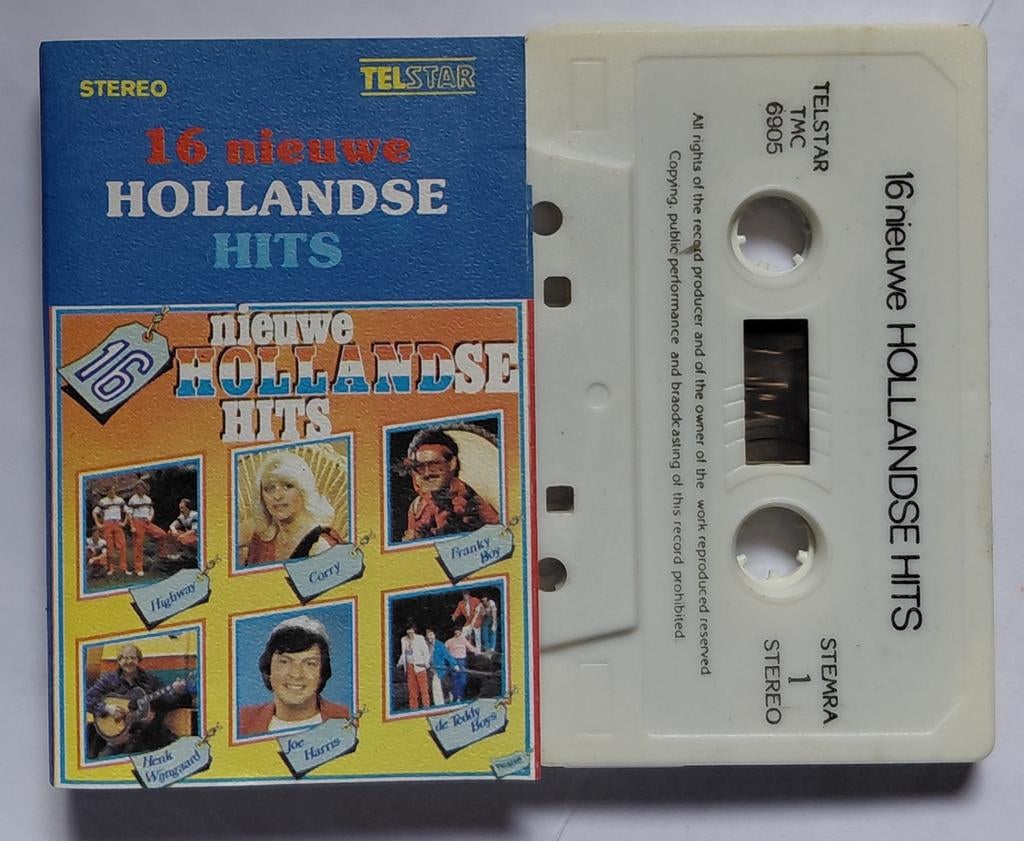 STEREO
TELSTAR
16 nieuwe
HOLLANDSE
HITS
16
nieuwe
HOLLANDSE
HITS
Highway
Corry
Franky
Boy
Henk
Wijngaard
Joe
Harris
de Teddy
Boys
16 nieuwe HOLLANDSE HITS
TELSTAR
TMC
6905
STEMRA
1
STEREO
All rights of the record producer and of the owner of the work reproduced reserved
Copying, public performance and braodcasting of this record prohibited.